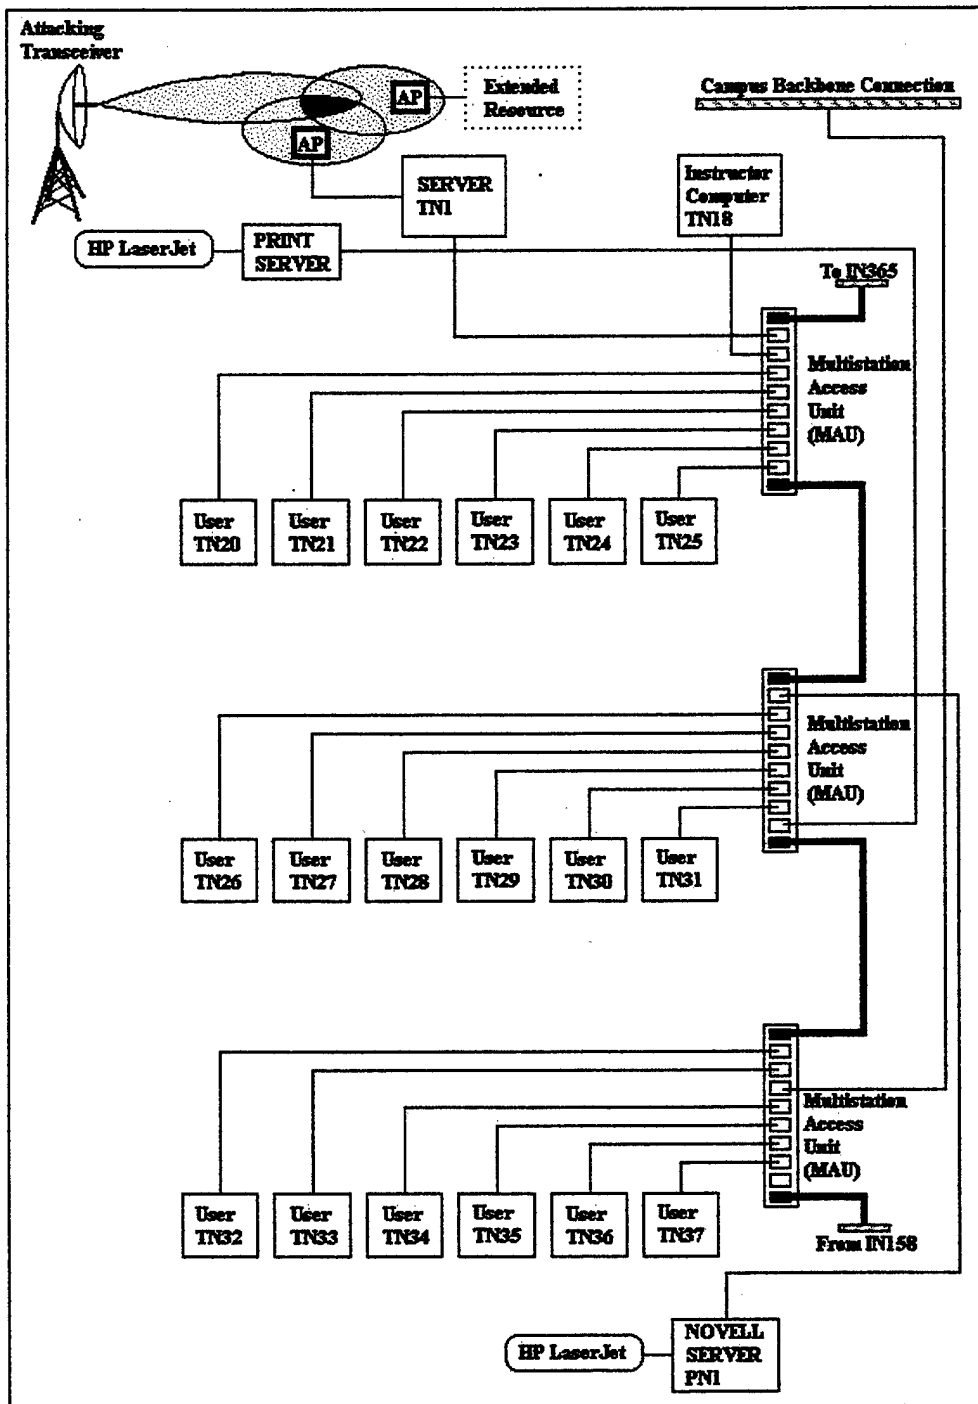 Attacking
Transceiver
AP
Extended
Resource
Campus Backbone Connection
AP
SERVER
TN1
Instructor
Computer
TN18
HP LaserJet
PRINT
SERVER
To IN365
Multistation
Access
Unit
(MAU)
User
TN20
User
TN21
User
TN22
User
TN23
User
TN24
User
TN25
Multistation
Access
Unit
(MAU)
User
TN26
User
TN27
User
TN28
User
TN29
User
TN30
User
TN31
Multistation
Access
Unit
(MAU)
User
TN32
User
TN33
User
TN34
User
TN35
User
TN36
User
TN37
From IN158
HP LaserJet
NOVELL
SERVER
PN1